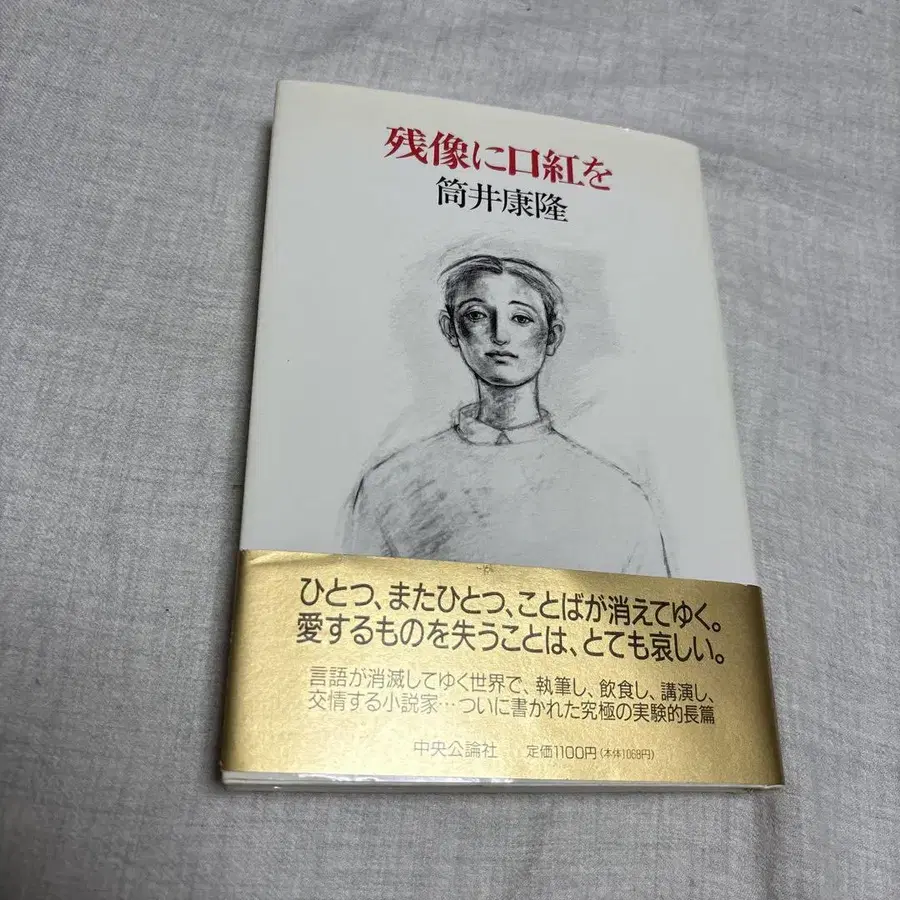 残像に口紅を
筒井康隆
ひとつ、またひとつ、ことばが消えてゆく。
愛するものを失うことは、とても哀しい。
言語が消滅してゆく世界で、執筆し、飲食し、講演し、
交情する小説家…ついに書かれた究極の実験的長篇
中央公論社 定価1100円(本体1068円)